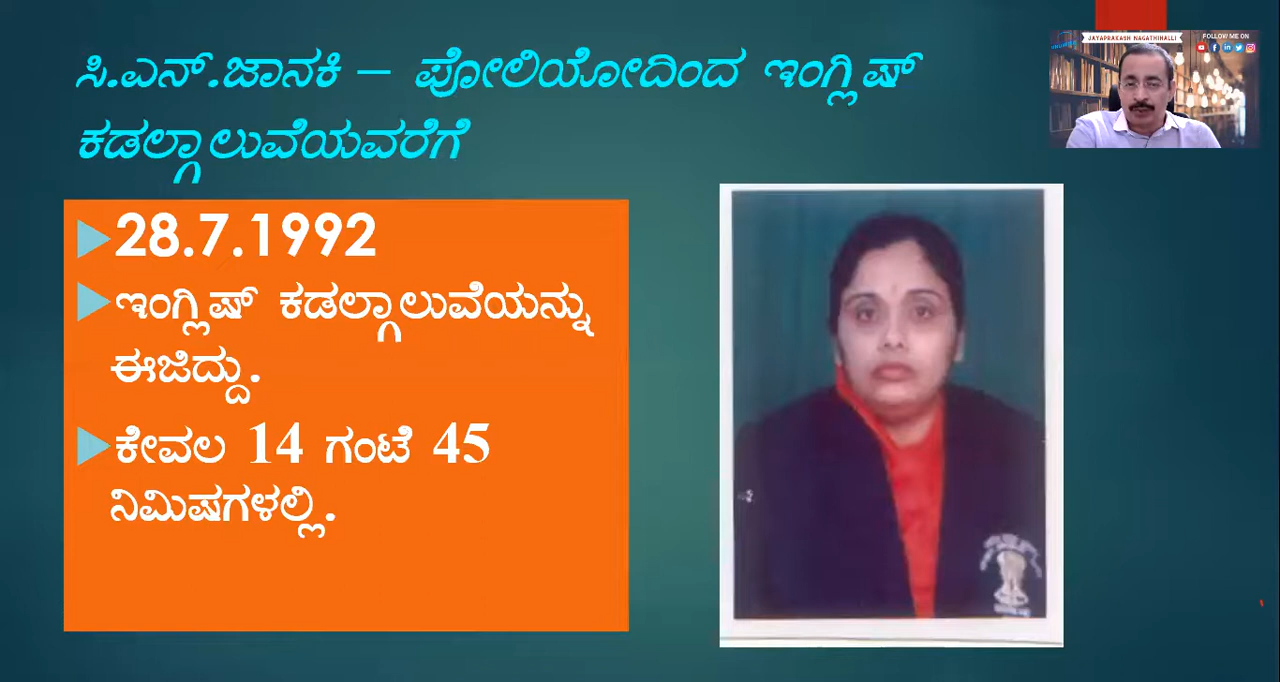 ಸಿ.ಎನ್.ಜಾನಕಿ – ಪೋಲಿಯೋದಿಂದ ಇಂಗ್ಲಿಷ್
ಕಡಲ್ಗಾಲುವೆಯವರೆಗೆ
JAYAPRAKASH NAGATHIHALLI
FOLLOW ME ON
28.7.1992
ಇಂಗ್ಲಿಷ್ ಕಡಲ್ಗಾಲುವೆಯನ್ನು
ಈಜಿದ್ದು.
ಕೇವಲ 14 ಗಂಟೆ 45
ನಿಮಿಷಗಳಲ್ಲಿ.